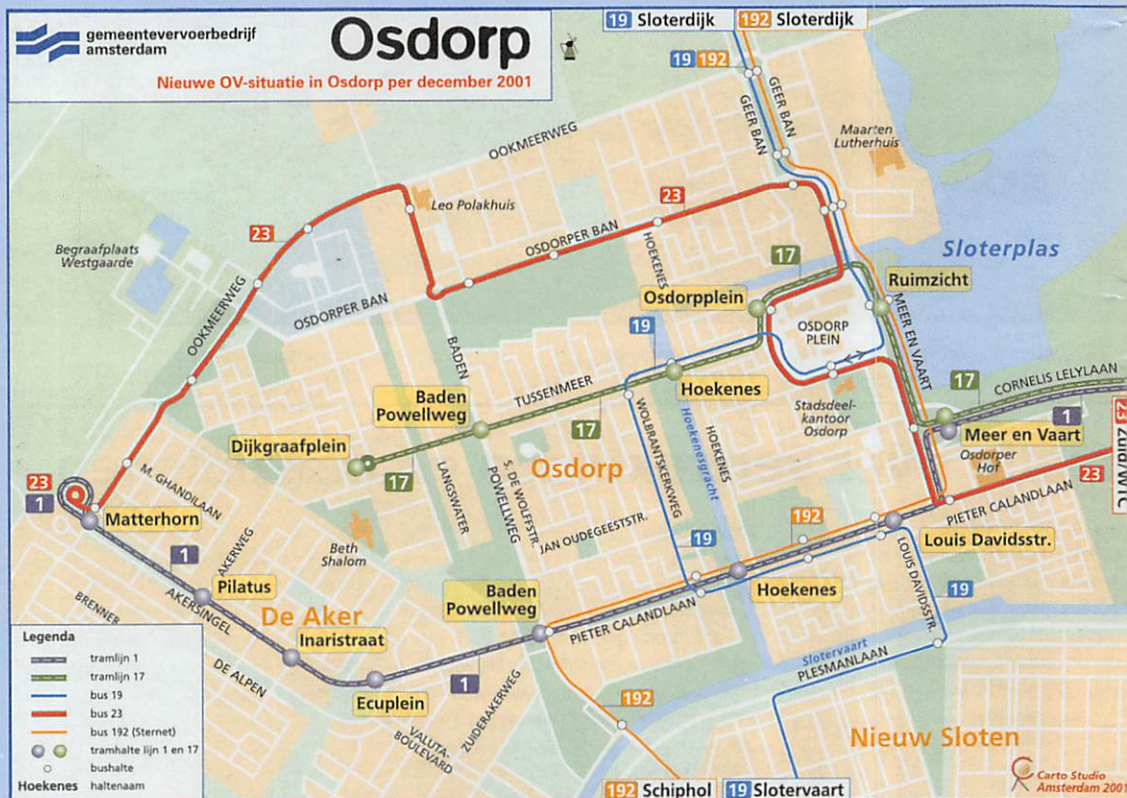 gemeentevervoerbedrijf
amsterdam
Osdorp
Nieuwe OV-situatie in Osdorp per december 2001
19 Sloterdijk
192 Sloterdijk
19 192
GEER BAN
GEER BAN
Maarten
Lutherhuis
OOKMEERWEG
Leo Polakhuis
23
23
OSDORPER BAN
HOEKENES
Begraafplaats
Westgaarde
Sloterplas
17
Ruimzicht
Osdorpplein
OOKMEERWEG
OSDORPER BAN
19
OSDORP
PLEIN
MEER EN VAART
BADEN
TUSSENMEER
Hoekenes
17
CORNELIS LELYLAAN
1
Baden
Powellweg
WOLBRANTSKERKWEG
Stadsdeel-
kantoor
Osdorp
23 Zuid/WTC
Dijkgraafplein
17
17
Hoekenesgracht
HOEKENES
Meer en Vaart
Osdorper
Hof
23
Osdorp
LANGSWATER
S. DE WOLFFSTR.
POWELLWEG
M. GHANDILAAN
23
1
Matterhorn
PIETER CALANDLAAN
192
JAN OUDEGEESTSTR.
Louis Davidsstr.
AKERWEG
Beth
Shalom
19
1
Pilatus
LOUIS DAVIDSSTR.
Hoekenes
19
Baden
Powellweg
De Aker
AKERSINGEL
BRENNER
PIETER CALANDLAAN
Inaristraat
Slotervaart
PLESMANLAAN
DE ALPEN
1
Ecuplein
ZUIDERAKERWEG
192
VALUTA-
BOULEVARD
Nieuw Sloten
Legenda
tramlijn 1
tramlijn 17
bus 19
bus 23
bus 192 (Sternet)
tramhalte lijn 1 en 17
bushalte
Hoekenes haltenaam
192 Schiphol
19 Slotervaart
Carto Studio
Amsterdam 2001